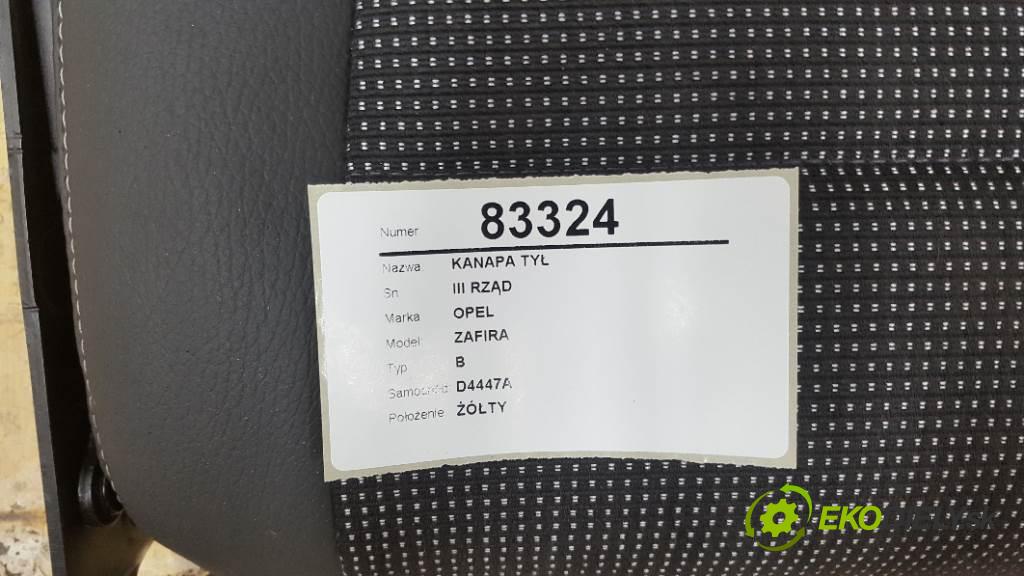 Numer 83324
Nazwa: KANAPA TYŁ
Sn III RZĄD
Marka OPEL
Model: ZAFIRA
Typ B
Samochód: D4447A
Położenie: ŻÓŁTY
EKO